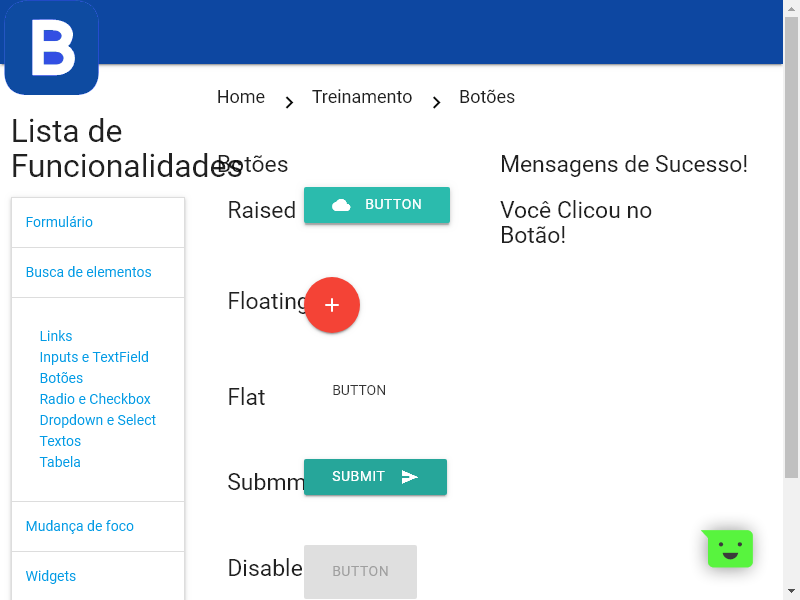 B
Home
Treinamento
Botões
Lista de
Funcionalidades
Formulário
Busca de elementos
Links
Inputs e TextField
Botões
Radio e Checkbox
Dropdown e Select
Textos
Tabela
Mudança de foco
Widgets
Botões
Raised
BUTTON
Floating
+
Flat
BUTTON
Submm
SUBMIT
Disable
BUTTON
Mensagens de Sucesso!
Você Clicou no
Botão!